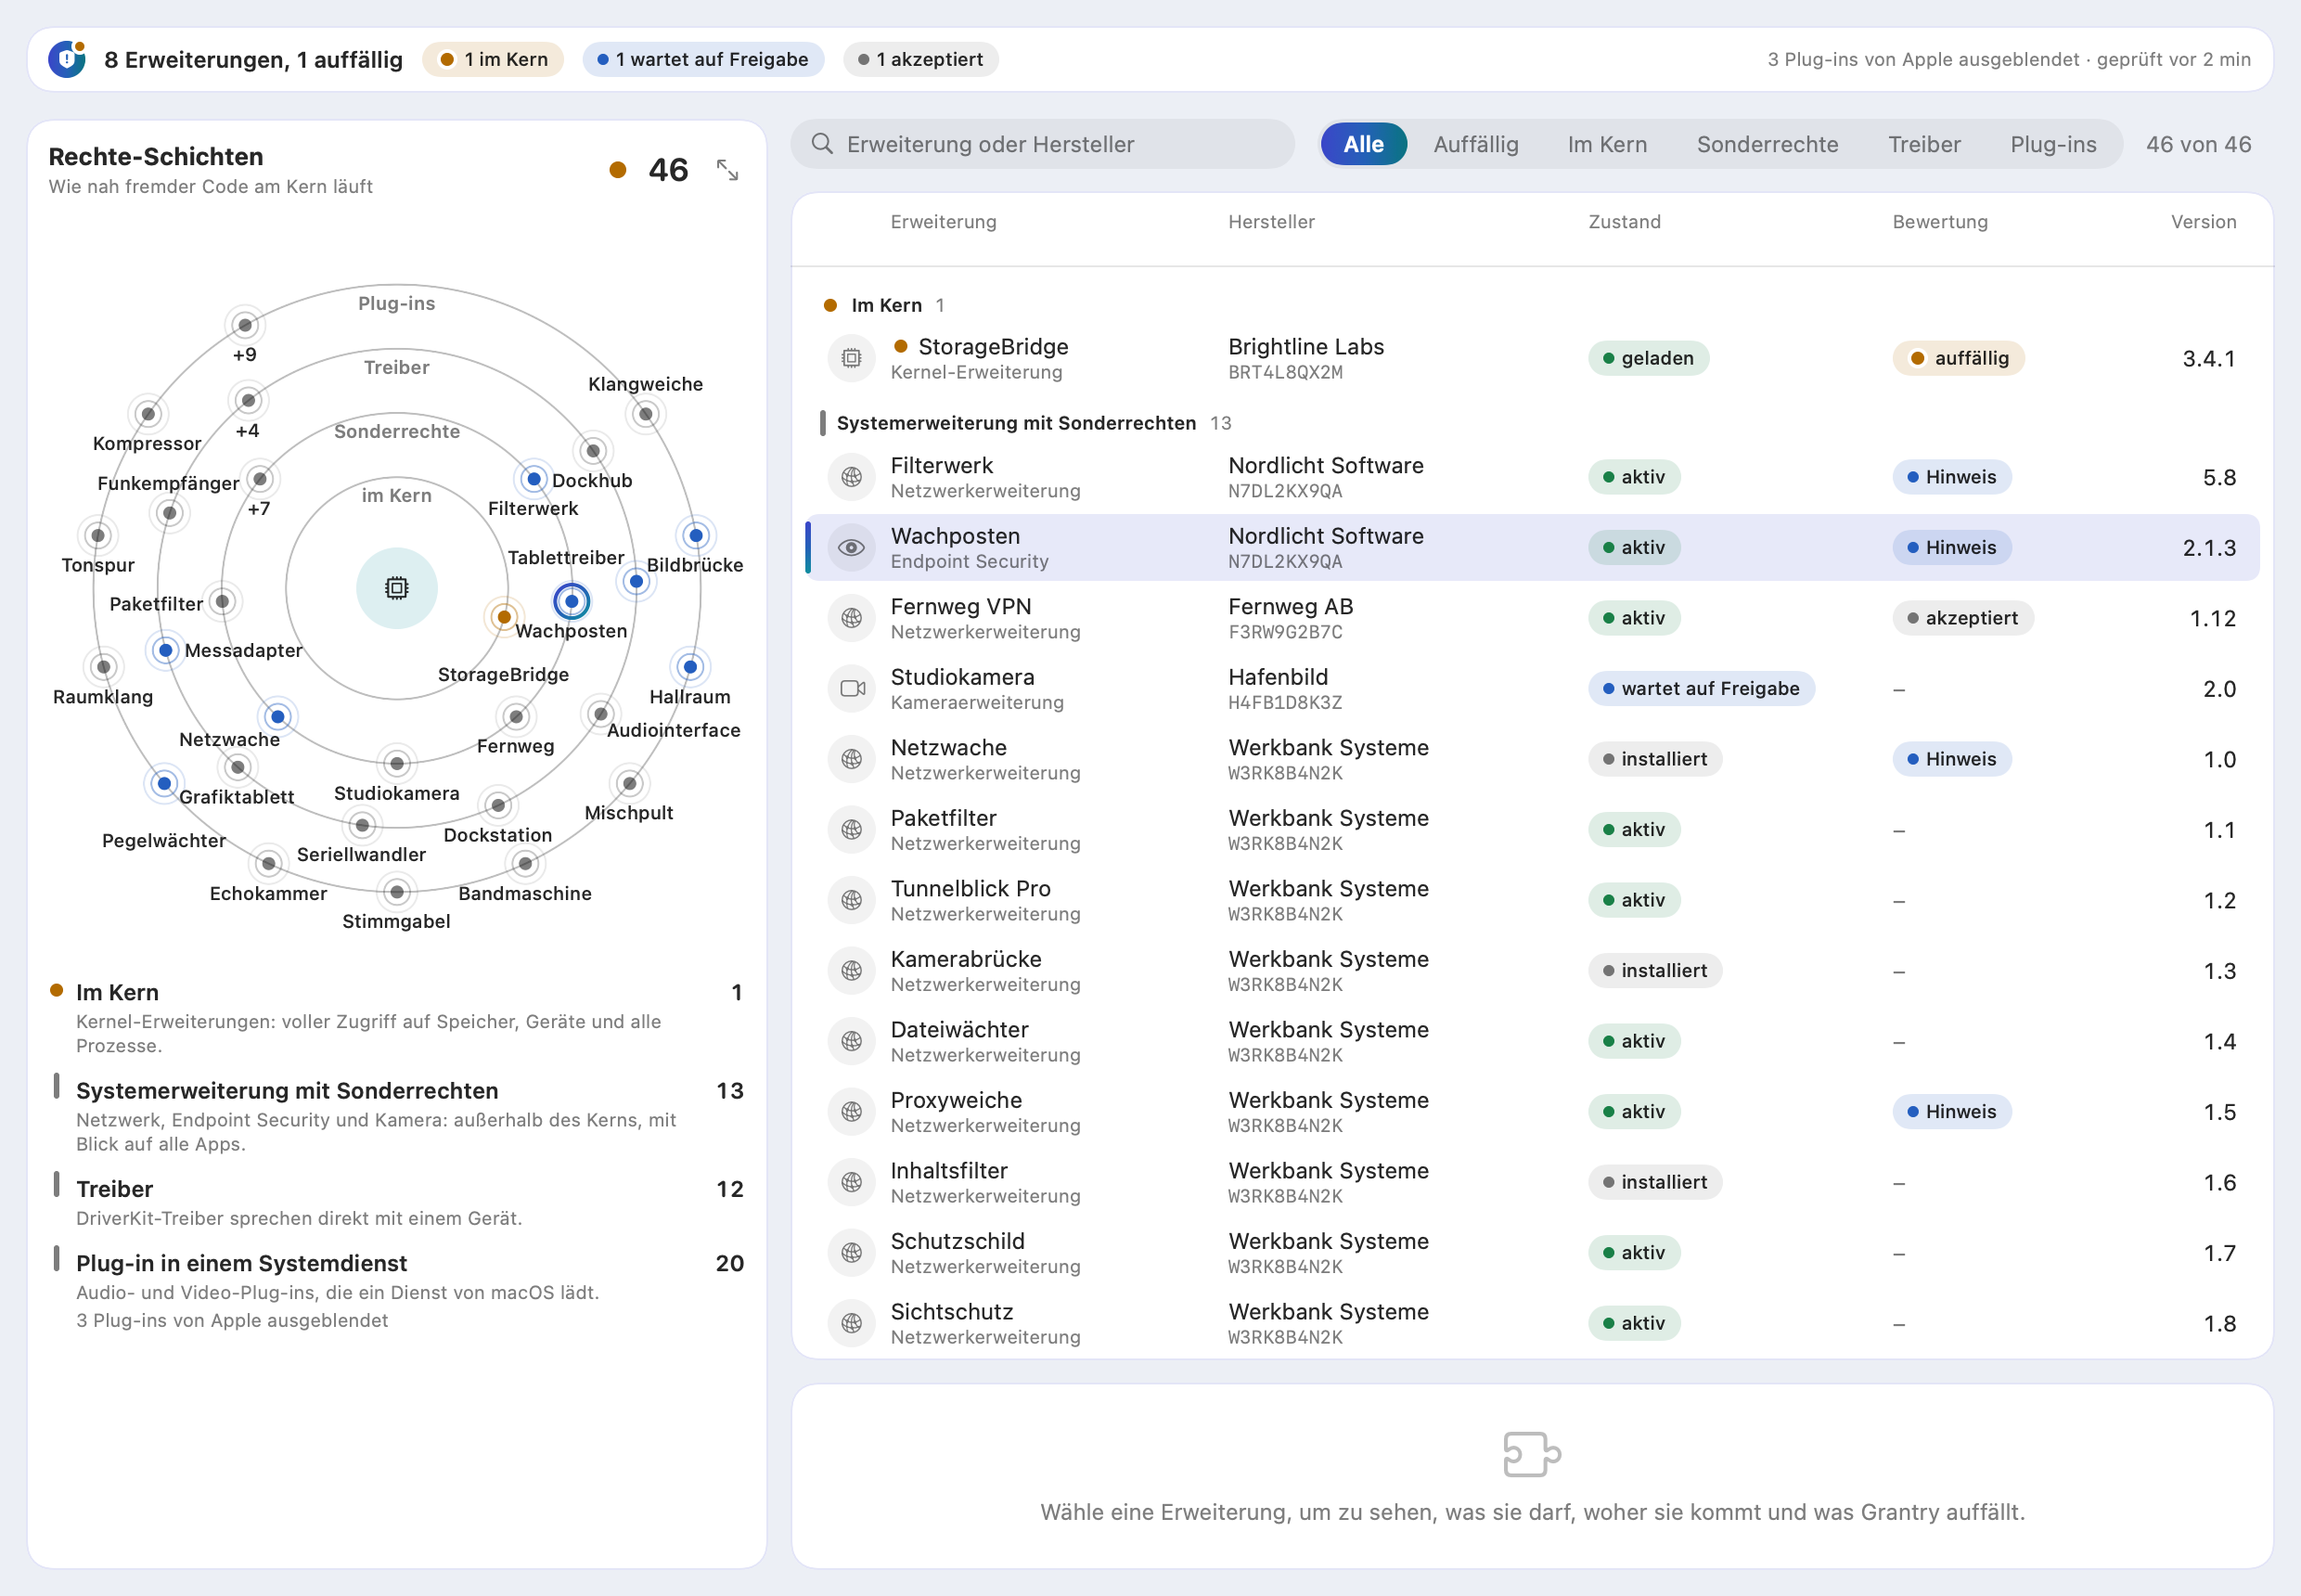 8 Erweiterungen, 1 auffällig
1 im Kern
1 wartet auf Freigabe
1 akzeptiert
3 Plug-ins von Apple ausgeblendet · geprüft vor 2 min
Rechte-Schichten
Wie nah fremder Code am Kern läuft
46
Plug-ins
+9
Treiber
Klangweiche
+4
Kompressor
Sonderrechte
Funkempfänger
Dockhub
im Kern
+7
Filterwerk
Tonspur
Tablettreiber
Bildbrücke
Paketfilter
Wachposten
Messadapter
StorageBridge
Raumklang
Hallraum
Audiointerface
Netzwache
Fernweg
Grafiktablett
Studiokamera
Mischpult
Pegelwächter
Dockstation
Seriellwandler
Echokammer
Bandmaschine
Stimmgabel
Im Kern 1
Kernel-Erweiterungen: voller Zugriff auf Speicher, Geräte und alle
Prozesse.
Systemerweiterung mit Sonderrechten 13
Netzwerk, Endpoint Security und Kamera: außerhalb des Kerns, mit
Blick auf alle Apps.
Treiber 12
DriverKit-Treiber sprechen direkt mit einem Gerät.
Plug-in in einem Systemdienst 20
Audio- und Video-Plug-ins, die ein Dienst von macOS lädt.
3 Plug-ins von Apple ausgeblendet
Erweiterung oder Hersteller
Alle Auffällig Im Kern Sonderrechte Treiber Plug-ins
46 von 46
Erweiterung Hersteller Zustand Bewertung Version
Im Kern 1
StorageBridge Brightline Labs geladen auffällig 3.4.1
Kernel-Erweiterung BRT4L8QX2M
Systemerweiterung mit Sonderrechten 13
Filterwerk Nordlicht Software aktiv Hinweis 5.8
Netzwerkerweiterung N7DL2KX9QA
Wachposten Nordlicht Software aktiv Hinweis 2.1.3
Endpoint Security N7DL2KX9QA
Fernweg VPN Fernweg AB aktiv akzeptiert 1.12
Netzwerkerweiterung F3RW9G2B7C
Studiokamera Hafenbild wartet auf Freigabe – 2.0
Kameraerweiterung H4FB1D8K3Z
Netzwache Werkbank Systeme installiert Hinweis 1.0
Netzwerkerweiterung W3RK8B4N2K
Paketfilter Werkbank Systeme aktiv – 1.1
Netzwerkerweiterung W3RK8B4N2K
Tunnelblick Pro Werkbank Systeme aktiv – 1.2
Netzwerkerweiterung W3RK8B4N2K
Kamerabrücke Werkbank Systeme installiert – 1.3
Netzwerkerweiterung W3RK8B4N2K
Dateiwächter Werkbank Systeme aktiv – 1.4
Netzwerkerweiterung W3RK8B4N2K
Proxyweiche Werkbank Systeme aktiv Hinweis 1.5
Netzwerkerweiterung W3RK8B4N2K
Inhaltsfilter Werkbank Systeme installiert – 1.6
Netzwerkerweiterung W3RK8B4N2K
Schutzschild Werkbank Systeme aktiv – 1.7
Netzwerkerweiterung W3RK8B4N2K
Sichtschutz Werkbank Systeme aktiv – 1.8
Netzwerkerweiterung W3RK8B4N2K
Wähle eine Erweiterung, um zu sehen, was sie darf, woher sie kommt und was Grantry auffällt.